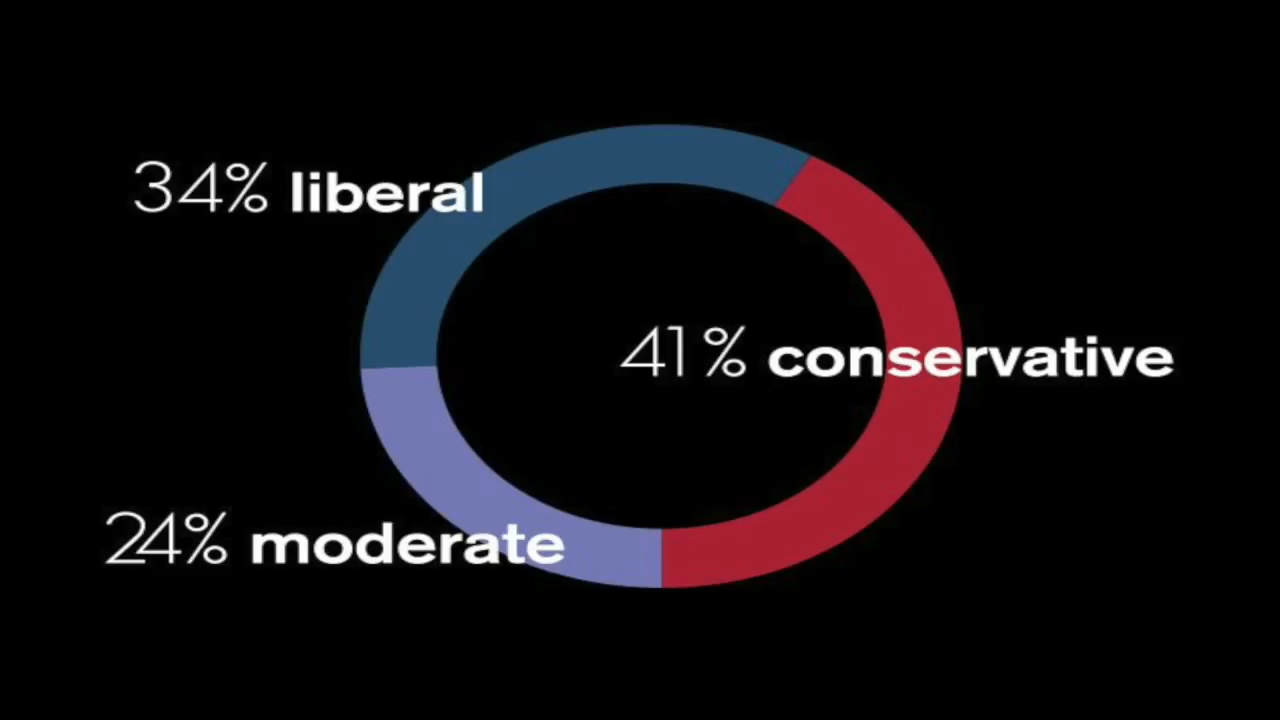 34% liberal
41% conservative
24% moderate